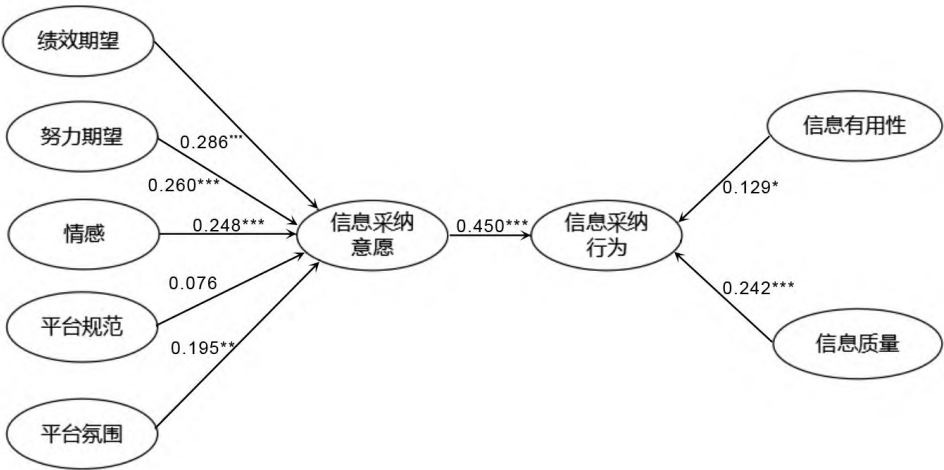 绩效期望
努力期望
0.286***
0.260***
情感
0.248***
信息采纳
意愿
0.450***
信息采纳
行为
信息有用性
0.129*
0.076
平台规范
0.195**
平台氛围
0.242***
信息质量